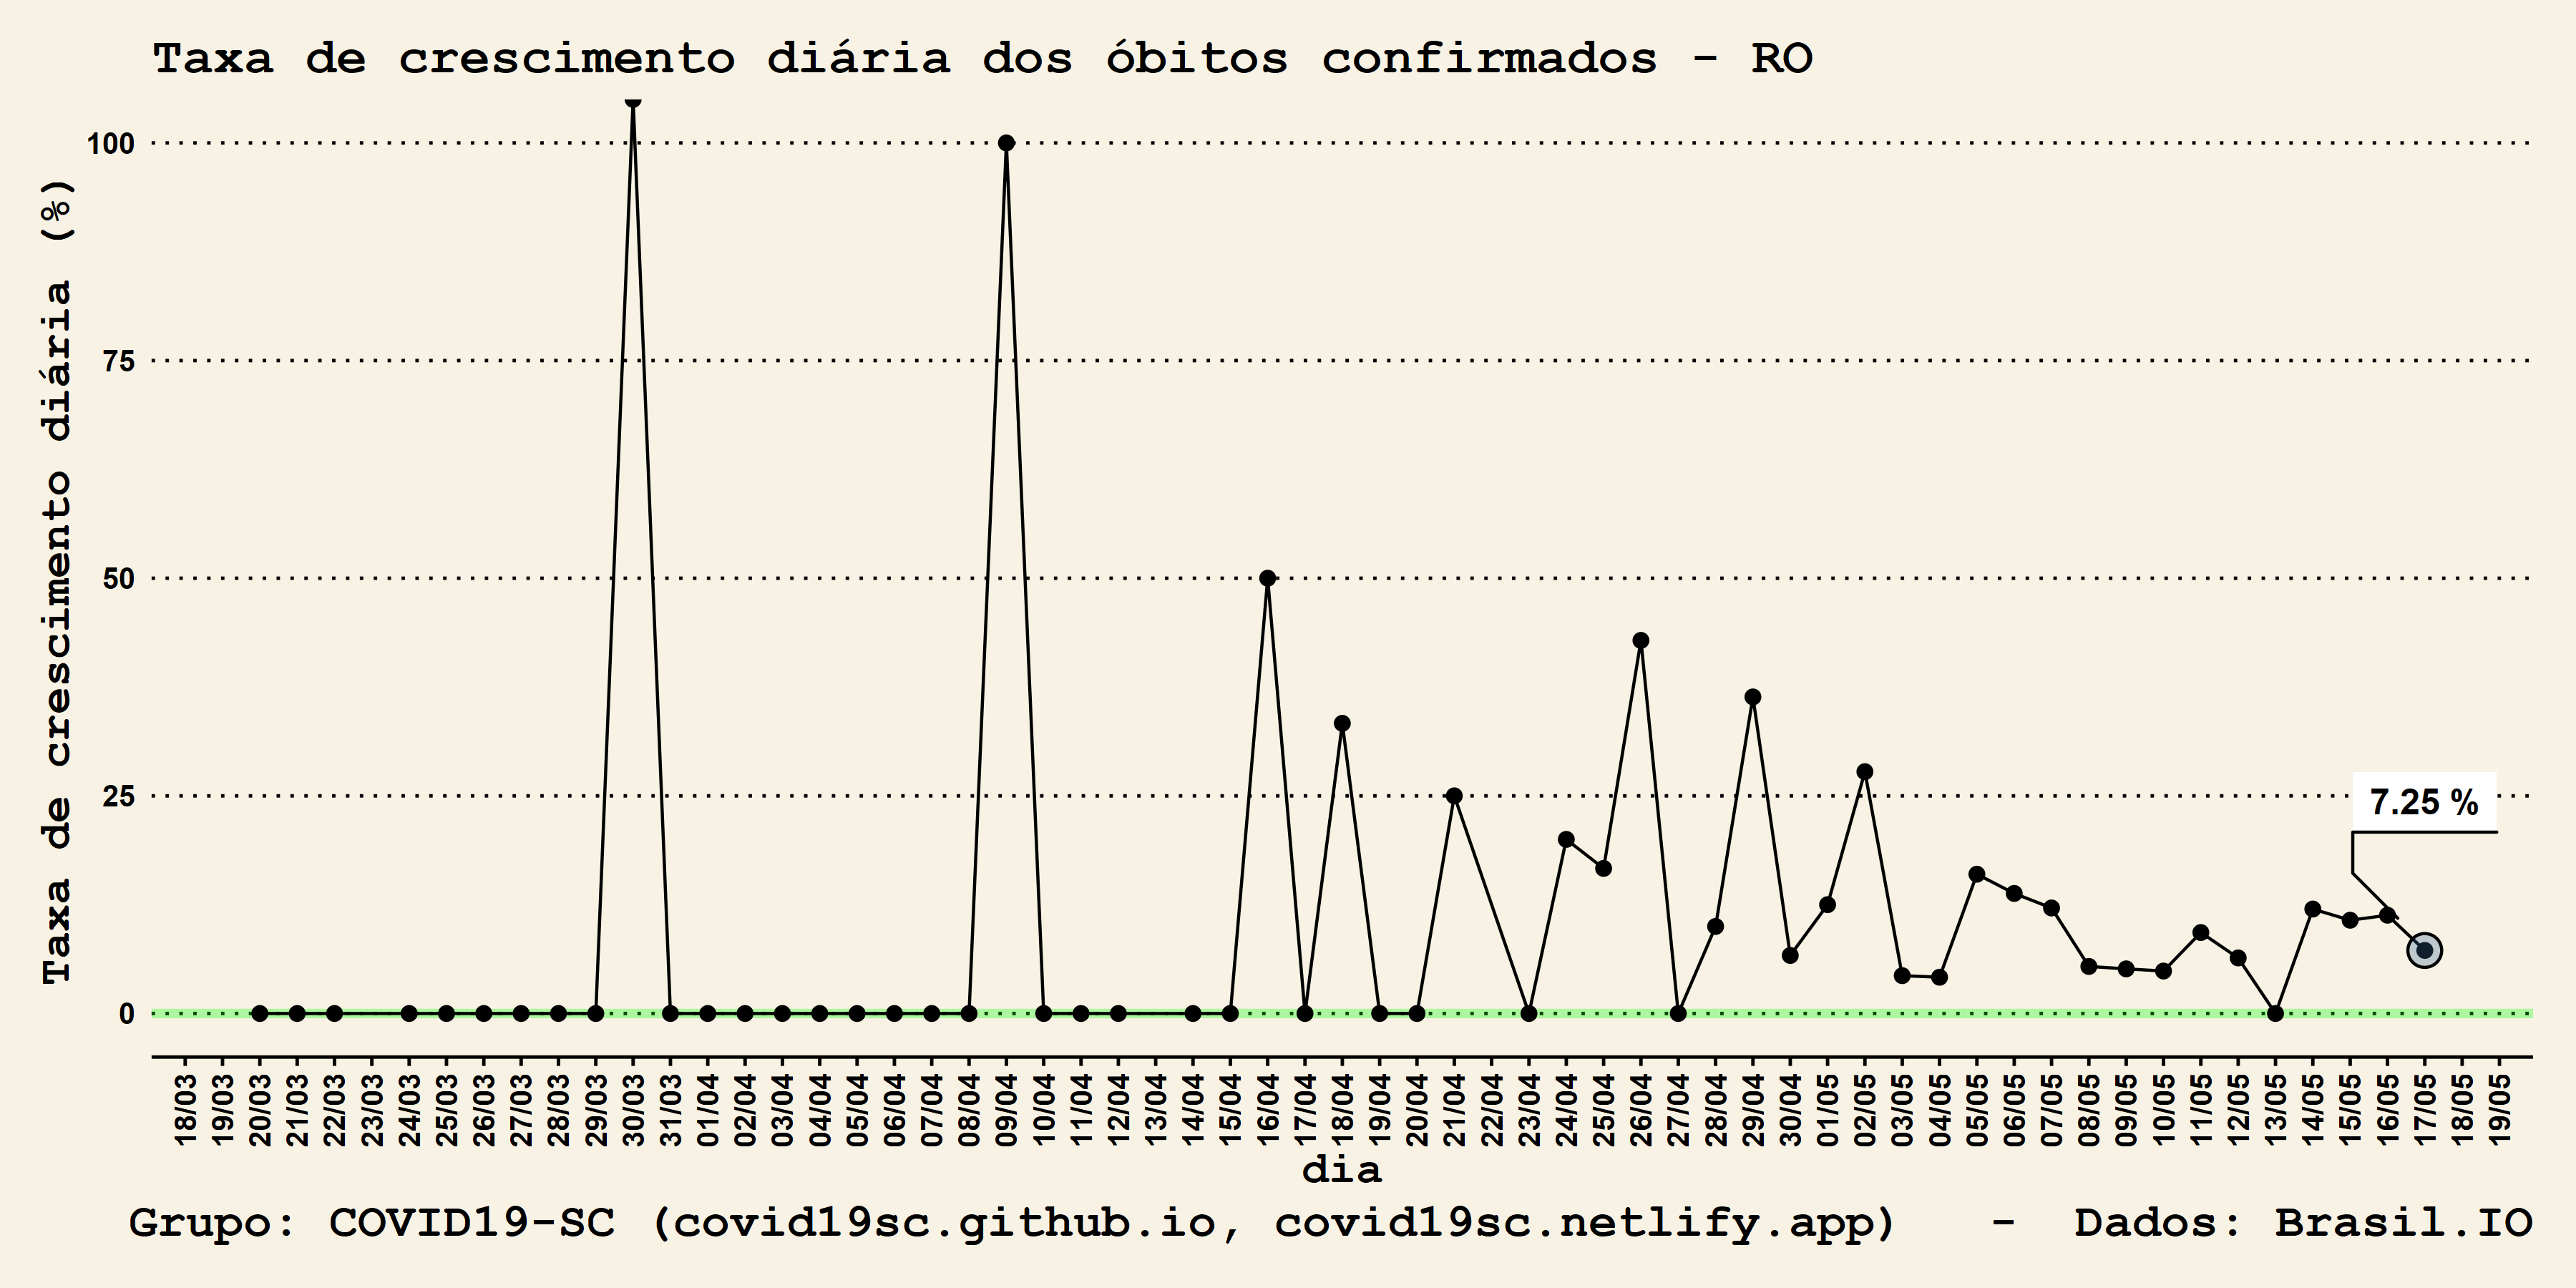 Taxa de crescimento diária dos óbitos confirmados - RO
Taxa de crescimento diária (%)
100
75
50
25
0
7.25 %
18/03 19/03 20/03 21/03 22/03 23/03 24/03 25/03 26/03 27/03 28/03 29/03 30/03 31/03 01/04 02/04 03/04 04/04 05/04 06/04 07/04 08/04 09/04 10/04 11/04 12/04 13/04 14/04 15/04 16/04 17/04 18/04 19/04 20/04 21/04 22/04 23/04 24/04 25/04 26/04 27/04 28/04 29/04 30/04 01/05 02/05 03/05 04/05 05/05 06/05 07/05 08/05 09/05 10/05 11/05 12/05 13/05 14/05 15/05 16/05 17/05 18/05 19/05
dia
Grupo: COVID19-SC (covid19sc.github.io, covid19sc.netlify.app) - Dados: Brasil.IO